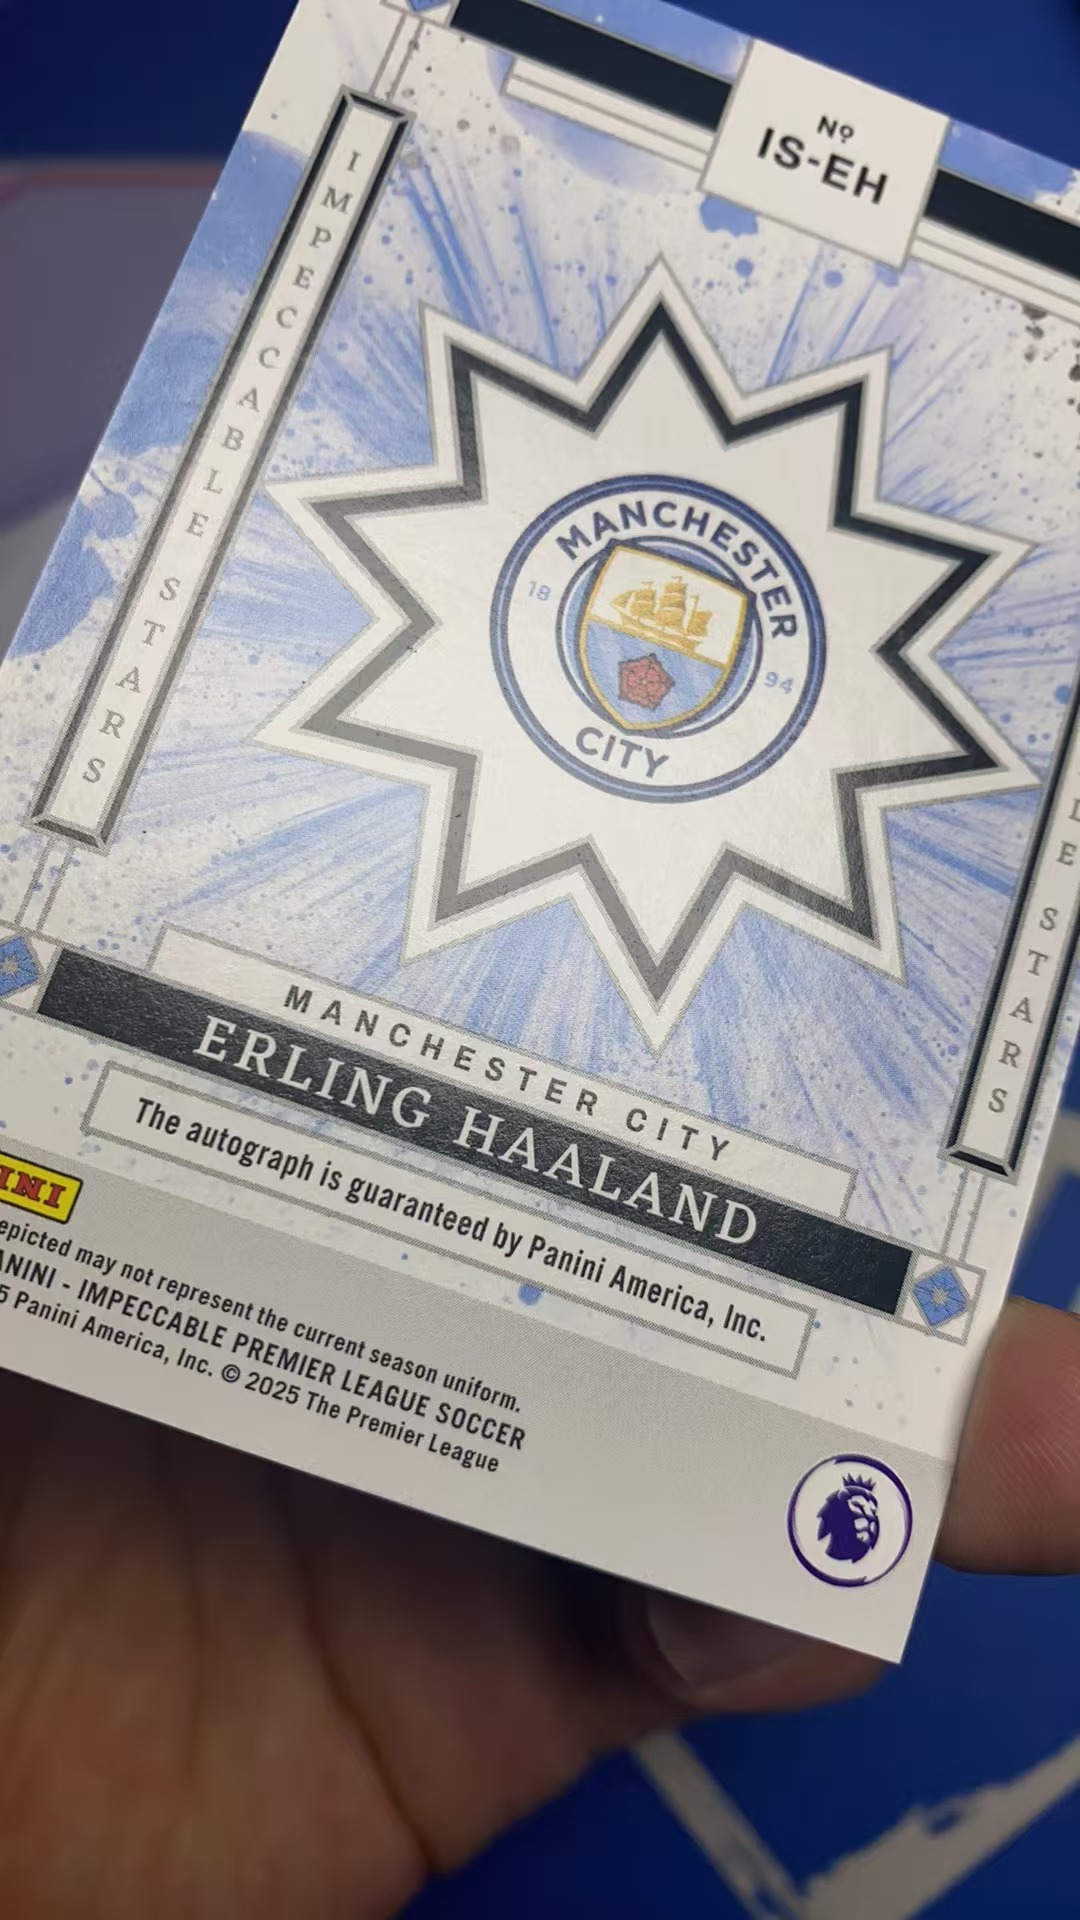 Nº
IS-EH
IMPECCABLE STARS
MANCHESTER
18 94
CITY
LE STARS
MANCHESTER CITY
ERLING HAALAND
The autograph is guaranteed by Panini America, Inc.
INI
epicted may not represent the current season uniform.
ANINI - IMPECCABLE PREMIER LEAGUE SOCCER
5 Panini America, Inc. © 2025 The Premier League